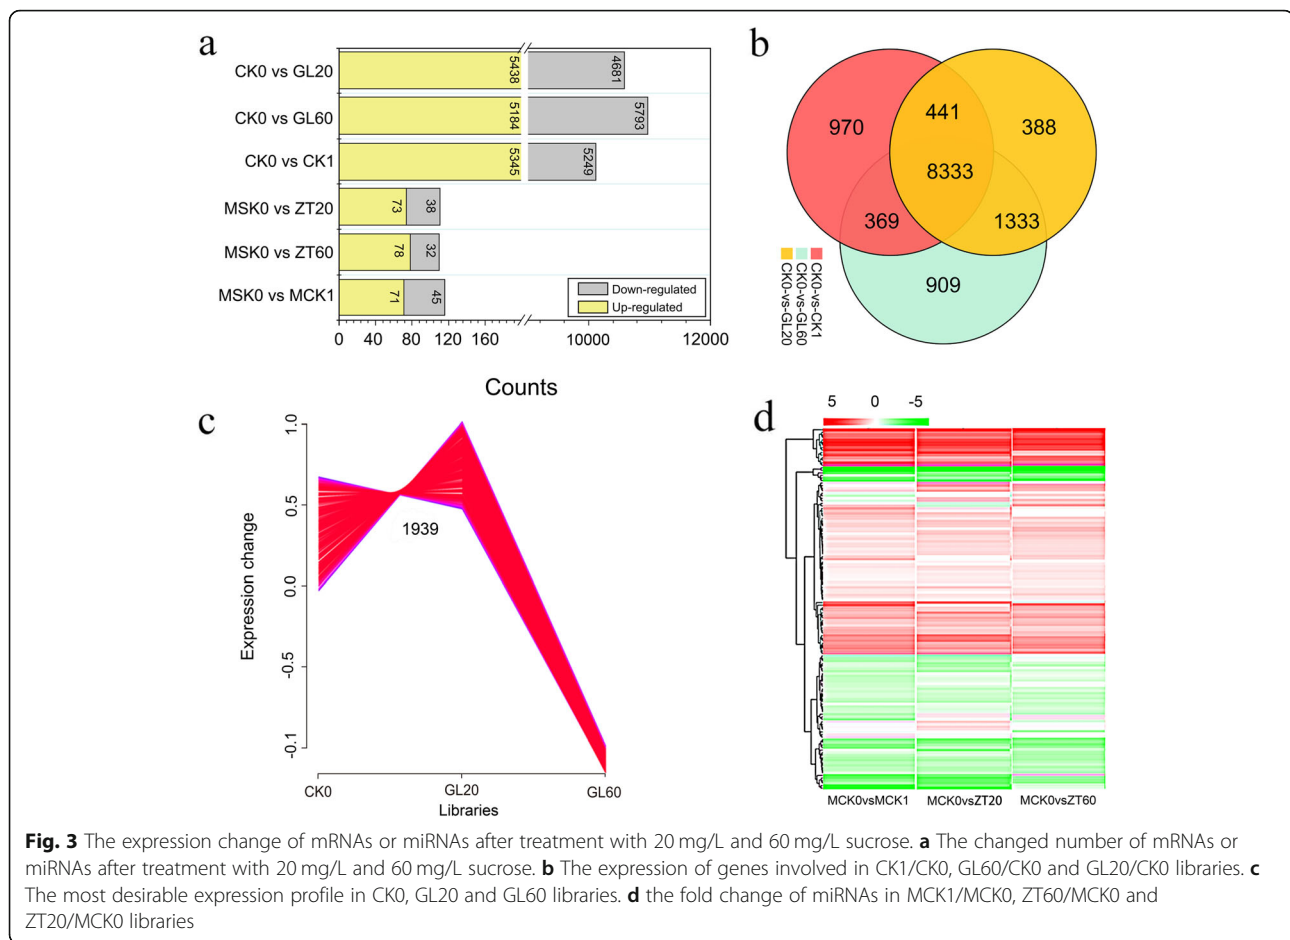 a
CK0 vs GL20
5438
4681
CK0 vs GL60
5184
5793
CK0 vs CK1
5345
5249
MSK0 vs ZT20
73
38
MSK0 vs ZT60
78
32
MSK0 vs MCK1
71
45
Down-regulated
Up-regulated
0 40 80 120 160 10000 12000
Counts
b
970
441
388
8333
369
1333
909
CK0-vs-CK1
CK0-vs-GL60
CK0-vs-GL20
c
1.0
0.5
0.0
-0.5
-0.1
Expression change
1939
CK0 GL20 GL60
Libraries
d
5 0 -5
MCK0vsMCK1 MCK0vsZT20 MCK0vsZT60
Fig. 3 The expression change of mRNAs or miRNAs after treatment with 20 mg/L and 60 mg/L sucrose. a The changed number of mRNAs or
miRNAs after treatment with 20 mg/L and 60 mg/L sucrose. b The expression of genes involved in CK1/CK0, GL60/CK0 and GL20/CK0 libraries. c
The most desirable expression profile in CK0, GL20 and GL60 libraries. d the fold change of miRNAs in MCK1/MCK0, ZT60/MCK0 and
ZT20/MCK0 libraries